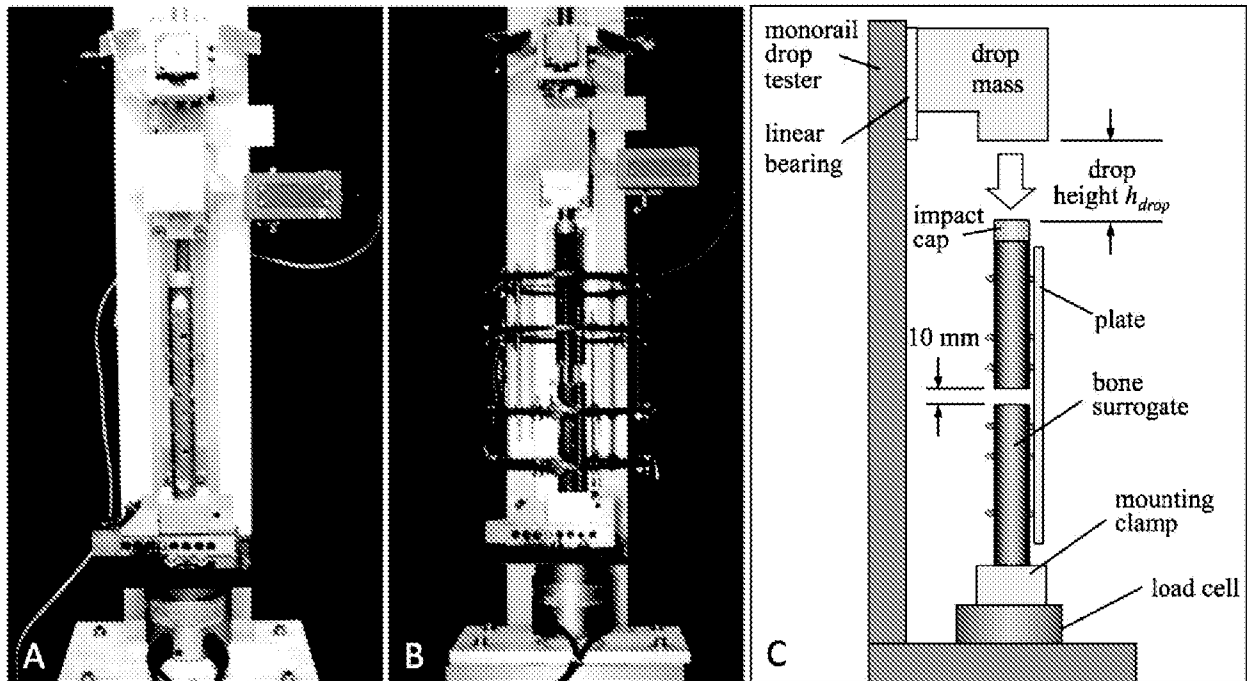 A
B
C
monorail
drop
tester
linear
bearing
drop
mass
drop
height h_drop
impact
cap
plate
10 mm
bone
surrogate
mounting
clamp
load cell